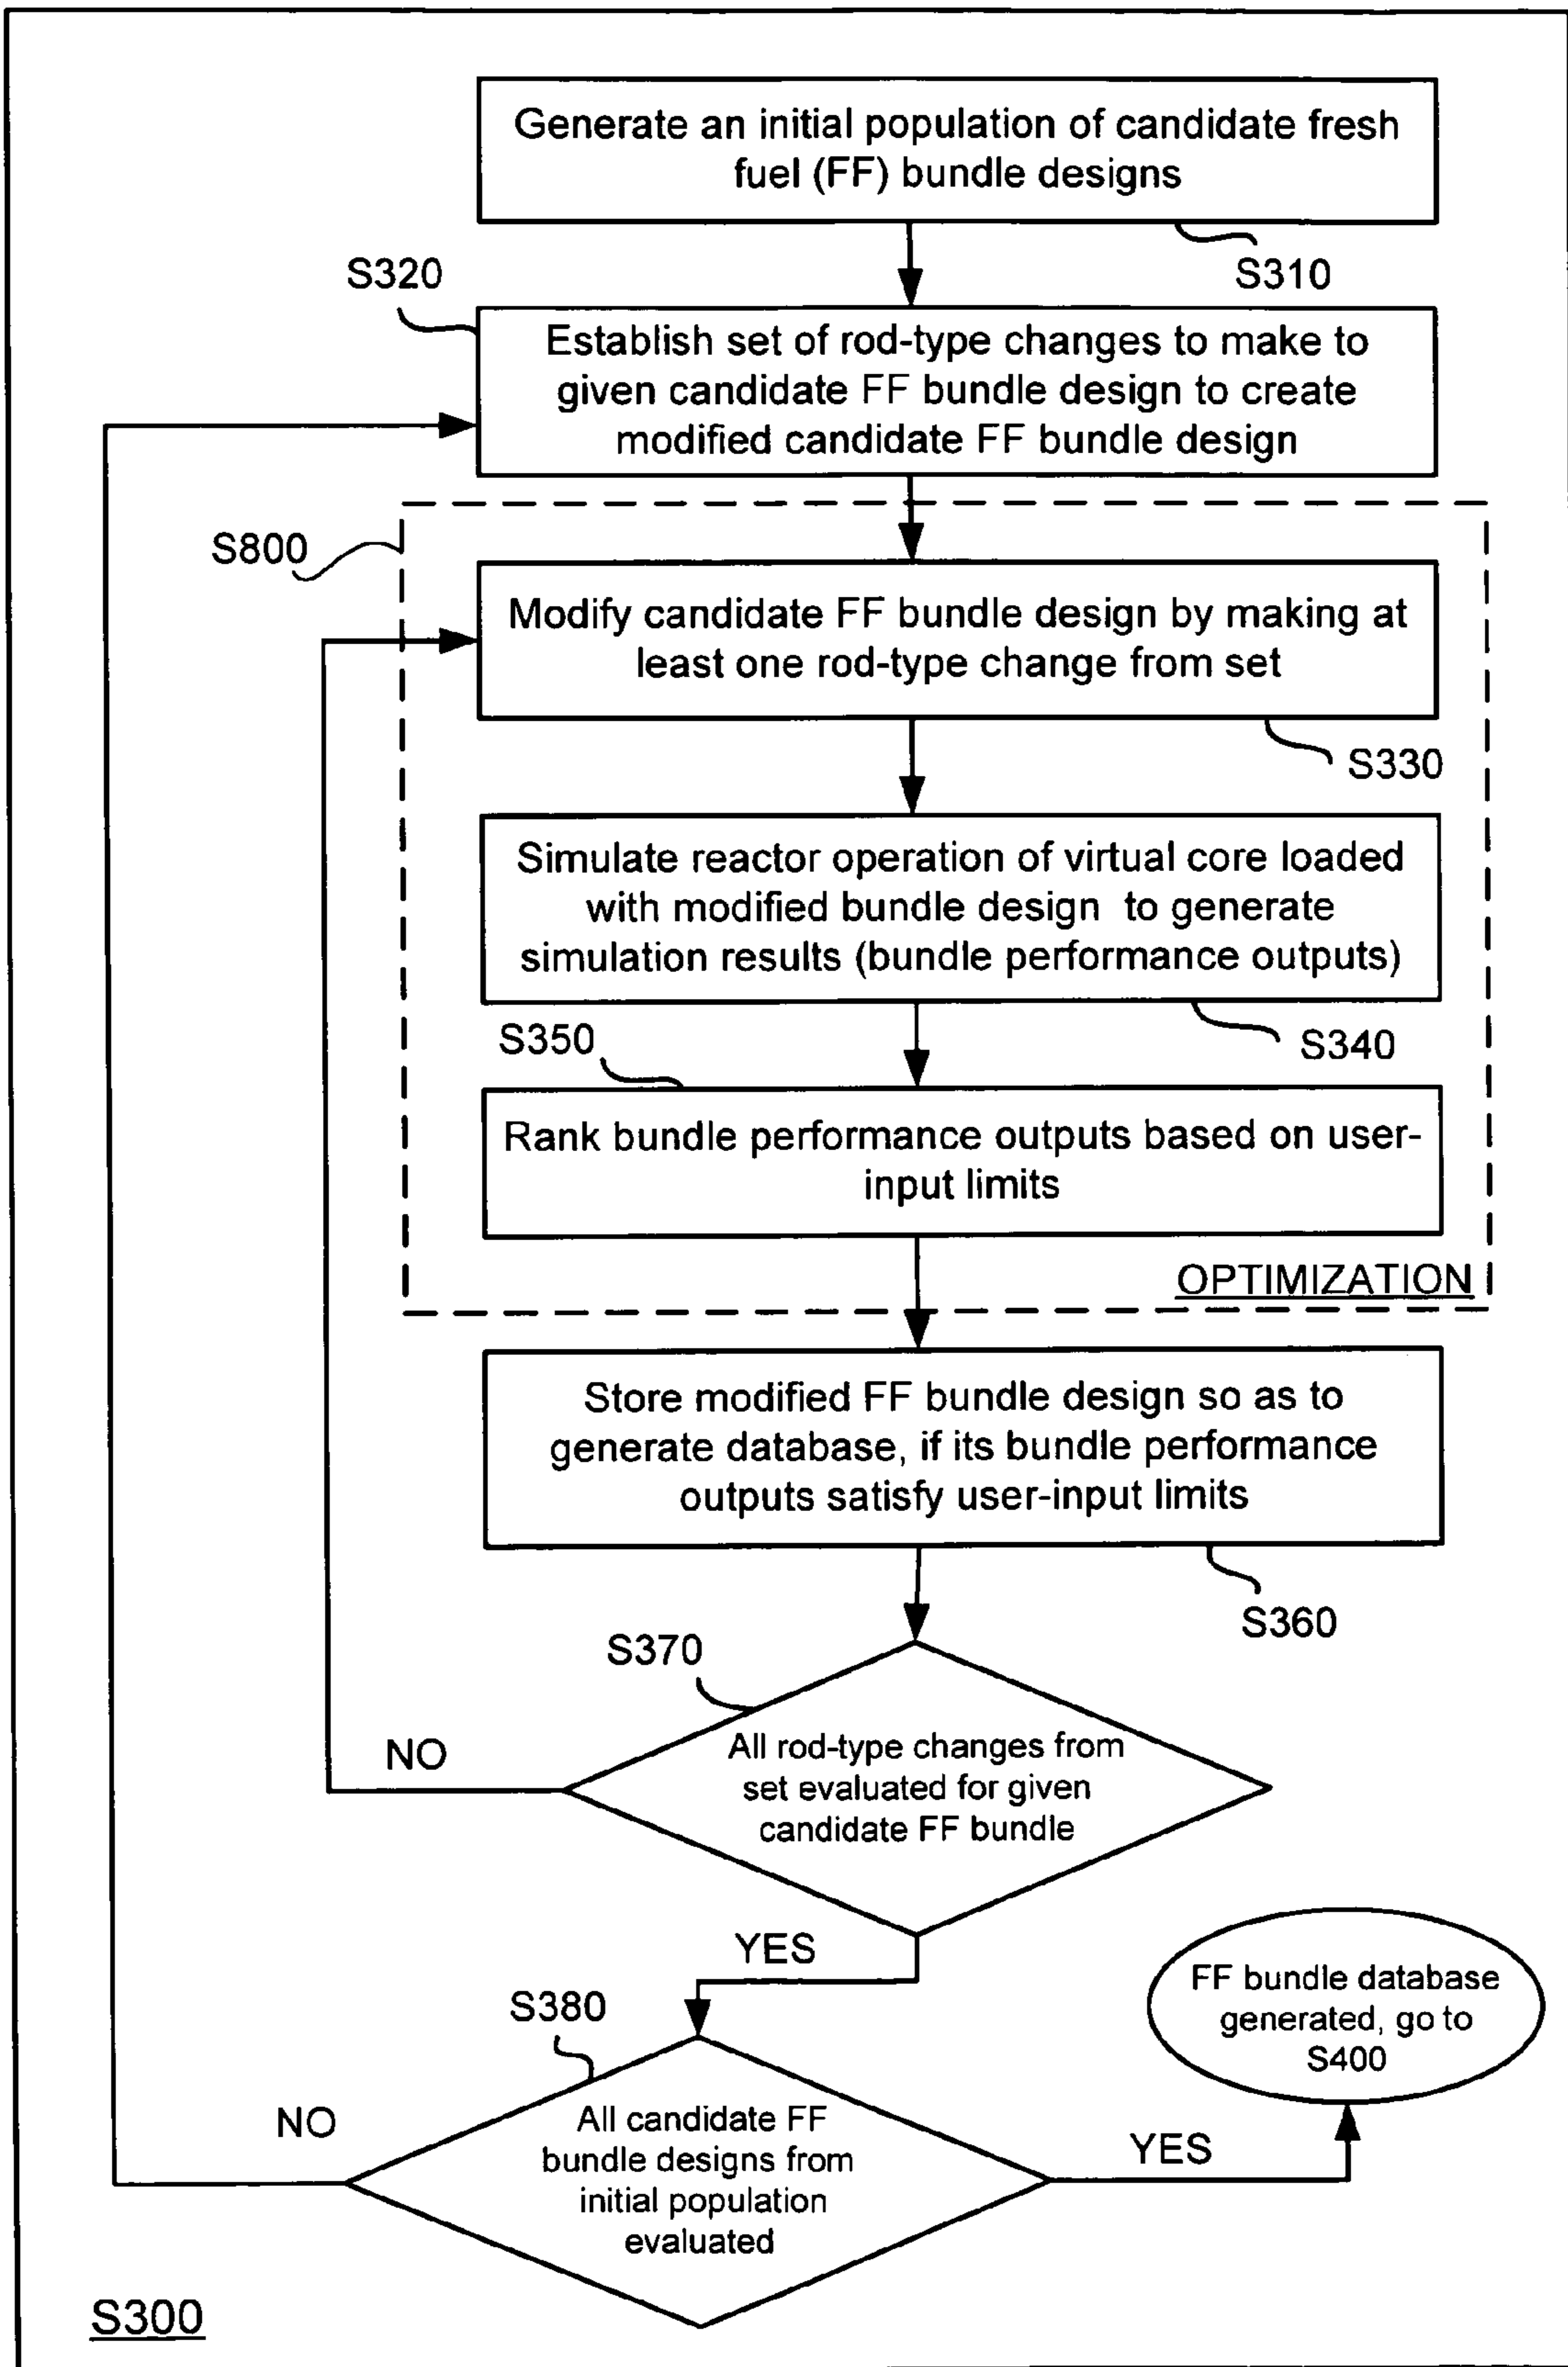 Generate an initial population of candidate fresh
fuel (FF) bundle designs
S310
S320
Establish set of rod-type changes to make to
given candidate FF bundle design to create
modified candidate FF bundle design
S800
Modify candidate FF bundle design by making at
least one rod-type change from set
S330
Simulate reactor operation of virtual core loaded
with modified bundle design to generate
simulation results (bundle performance outputs)
S340
S350
Rank bundle performance outputs based on user-
input limits
OPTIMIZATION
Store modified FF bundle design so as to
generate database, if its bundle performance
outputs satisfy user-input limits
S360
S370
All rod-type changes from
set evaluated for given
candidate FF bundle
NO
YES
S380
All candidate FF
bundle designs from
initial population
evaluated
NO
YES
FF bundle database
generated, go to
S400
S300